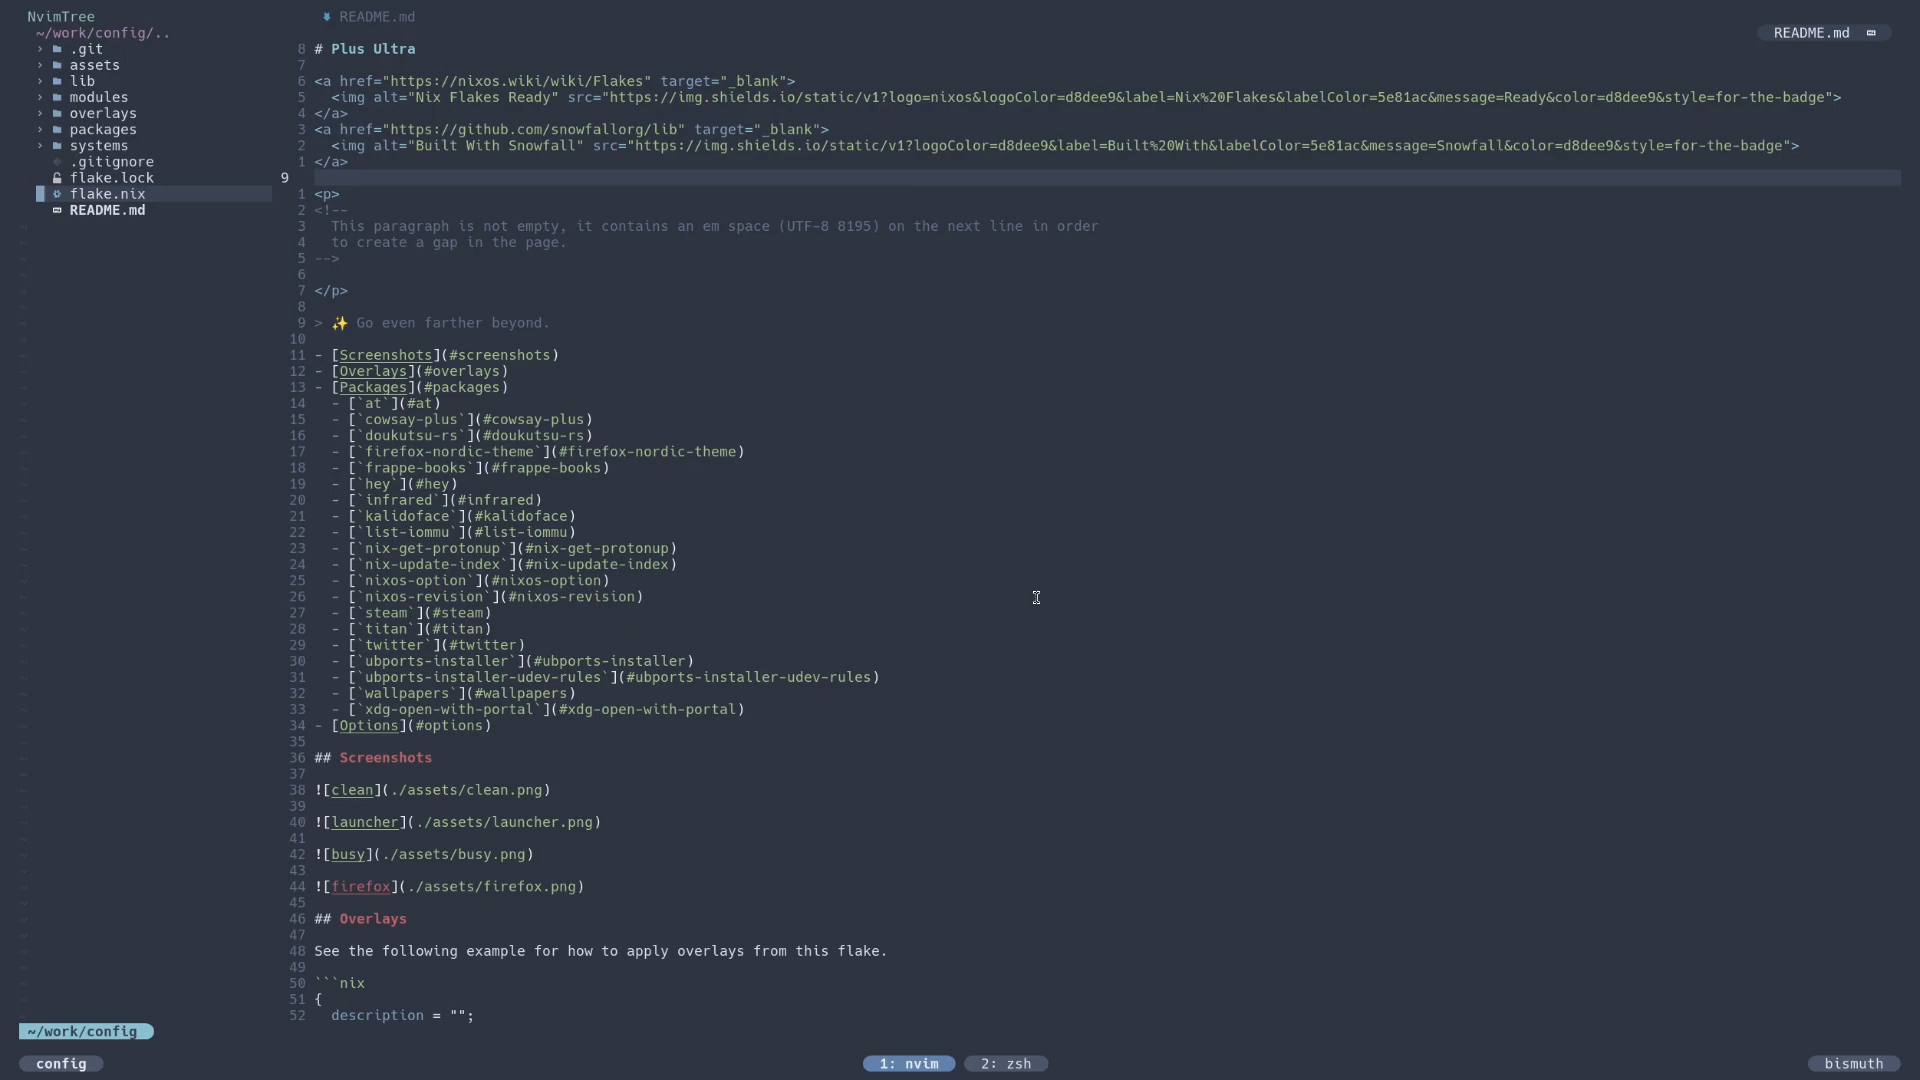 NvimTree
~/work/config/..
› .git
› assets
› lib
› modules
› overlays
› packages
› systems
.gitignore
flake.lock
flake.nix
README.md
~/work/config
README.md
README.md
8 # Plus Ultra
7
6 <a href="https://nixos.wiki/wiki/Flakes" target="_blank">
5   <img alt="Nix Flakes Ready" src="https://img.shields.io/static/v1?logo=nixos&logoColor=d8dee9&label=Nix%20Flakes&labelColor=5e81ac&message=Ready&color=d8dee9&style=for-the-badge">
4 </a>
3 <a href="https://github.com/snowfallorg/lib" target="_blank">
2   <img alt="Built With Snowfall" src="https://img.shields.io/static/v1?logoColor=d8dee9&label=Built%20With&labelColor=5e81ac&message=Snowfall&color=d8dee9&style=for-the-badge">
1 </a>
9
1 <p>
2 <!--
3   This paragraph is not empty, it contains an em space (UTF-8 8195) on the next line in order
4   to create a gap in the page.
5 -->
6
7 </p>
8
9 > ✨ Go even farther beyond.
10
11 - [Screenshots](#screenshots)
12 - [Overlays](#overlays)
13 - [Packages](#packages)
14   - [`at`](#at)
15   - [`cowsay-plus`](#cowsay-plus)
16   - [`doukutsu-rs`](#doukutsu-rs)
17   - [`firefox-nordic-theme`](#firefox-nordic-theme)
18   - [`frappe-books`](#frappe-books)
19   - [`hey`](#hey)
20   - [`infrared`](#infrared)
21   - [`kalidoface`](#kalidoface)
22   - [`list-iommu`](#list-iommu)
23   - [`nix-get-protonup`](#nix-get-protonup)
24   - [`nix-update-index`](#nix-update-index)
25   - [`nixos-option`](#nixos-option)
26   - [`nixos-revision`](#nixos-revision)
27   - [`steam`](#steam)
28   - [`titan`](#titan)
29   - [`twitter`](#twitter)
30   - [`ubports-installer`](#ubports-installer)
31   - [`ubports-installer-udev-rules`](#ubports-installer-udev-rules)
32   - [`wallpapers`](#wallpapers)
33   - [`xdg-open-with-portal`](#xdg-open-with-portal)
34 - [Options](#options)
35
36 ## Screenshots
37
38 ![clean](./assets/clean.png)
39
40 ![launcher](./assets/launcher.png)
41
42 ![busy](./assets/busy.png)
43
44 ![firefox](./assets/firefox.png)
45
46 ## Overlays
47
48 See the following example for how to apply overlays from this flake.
49
50 ```nix
51 {
52   description = "";
config
1: nvim
2: zsh
bismuth